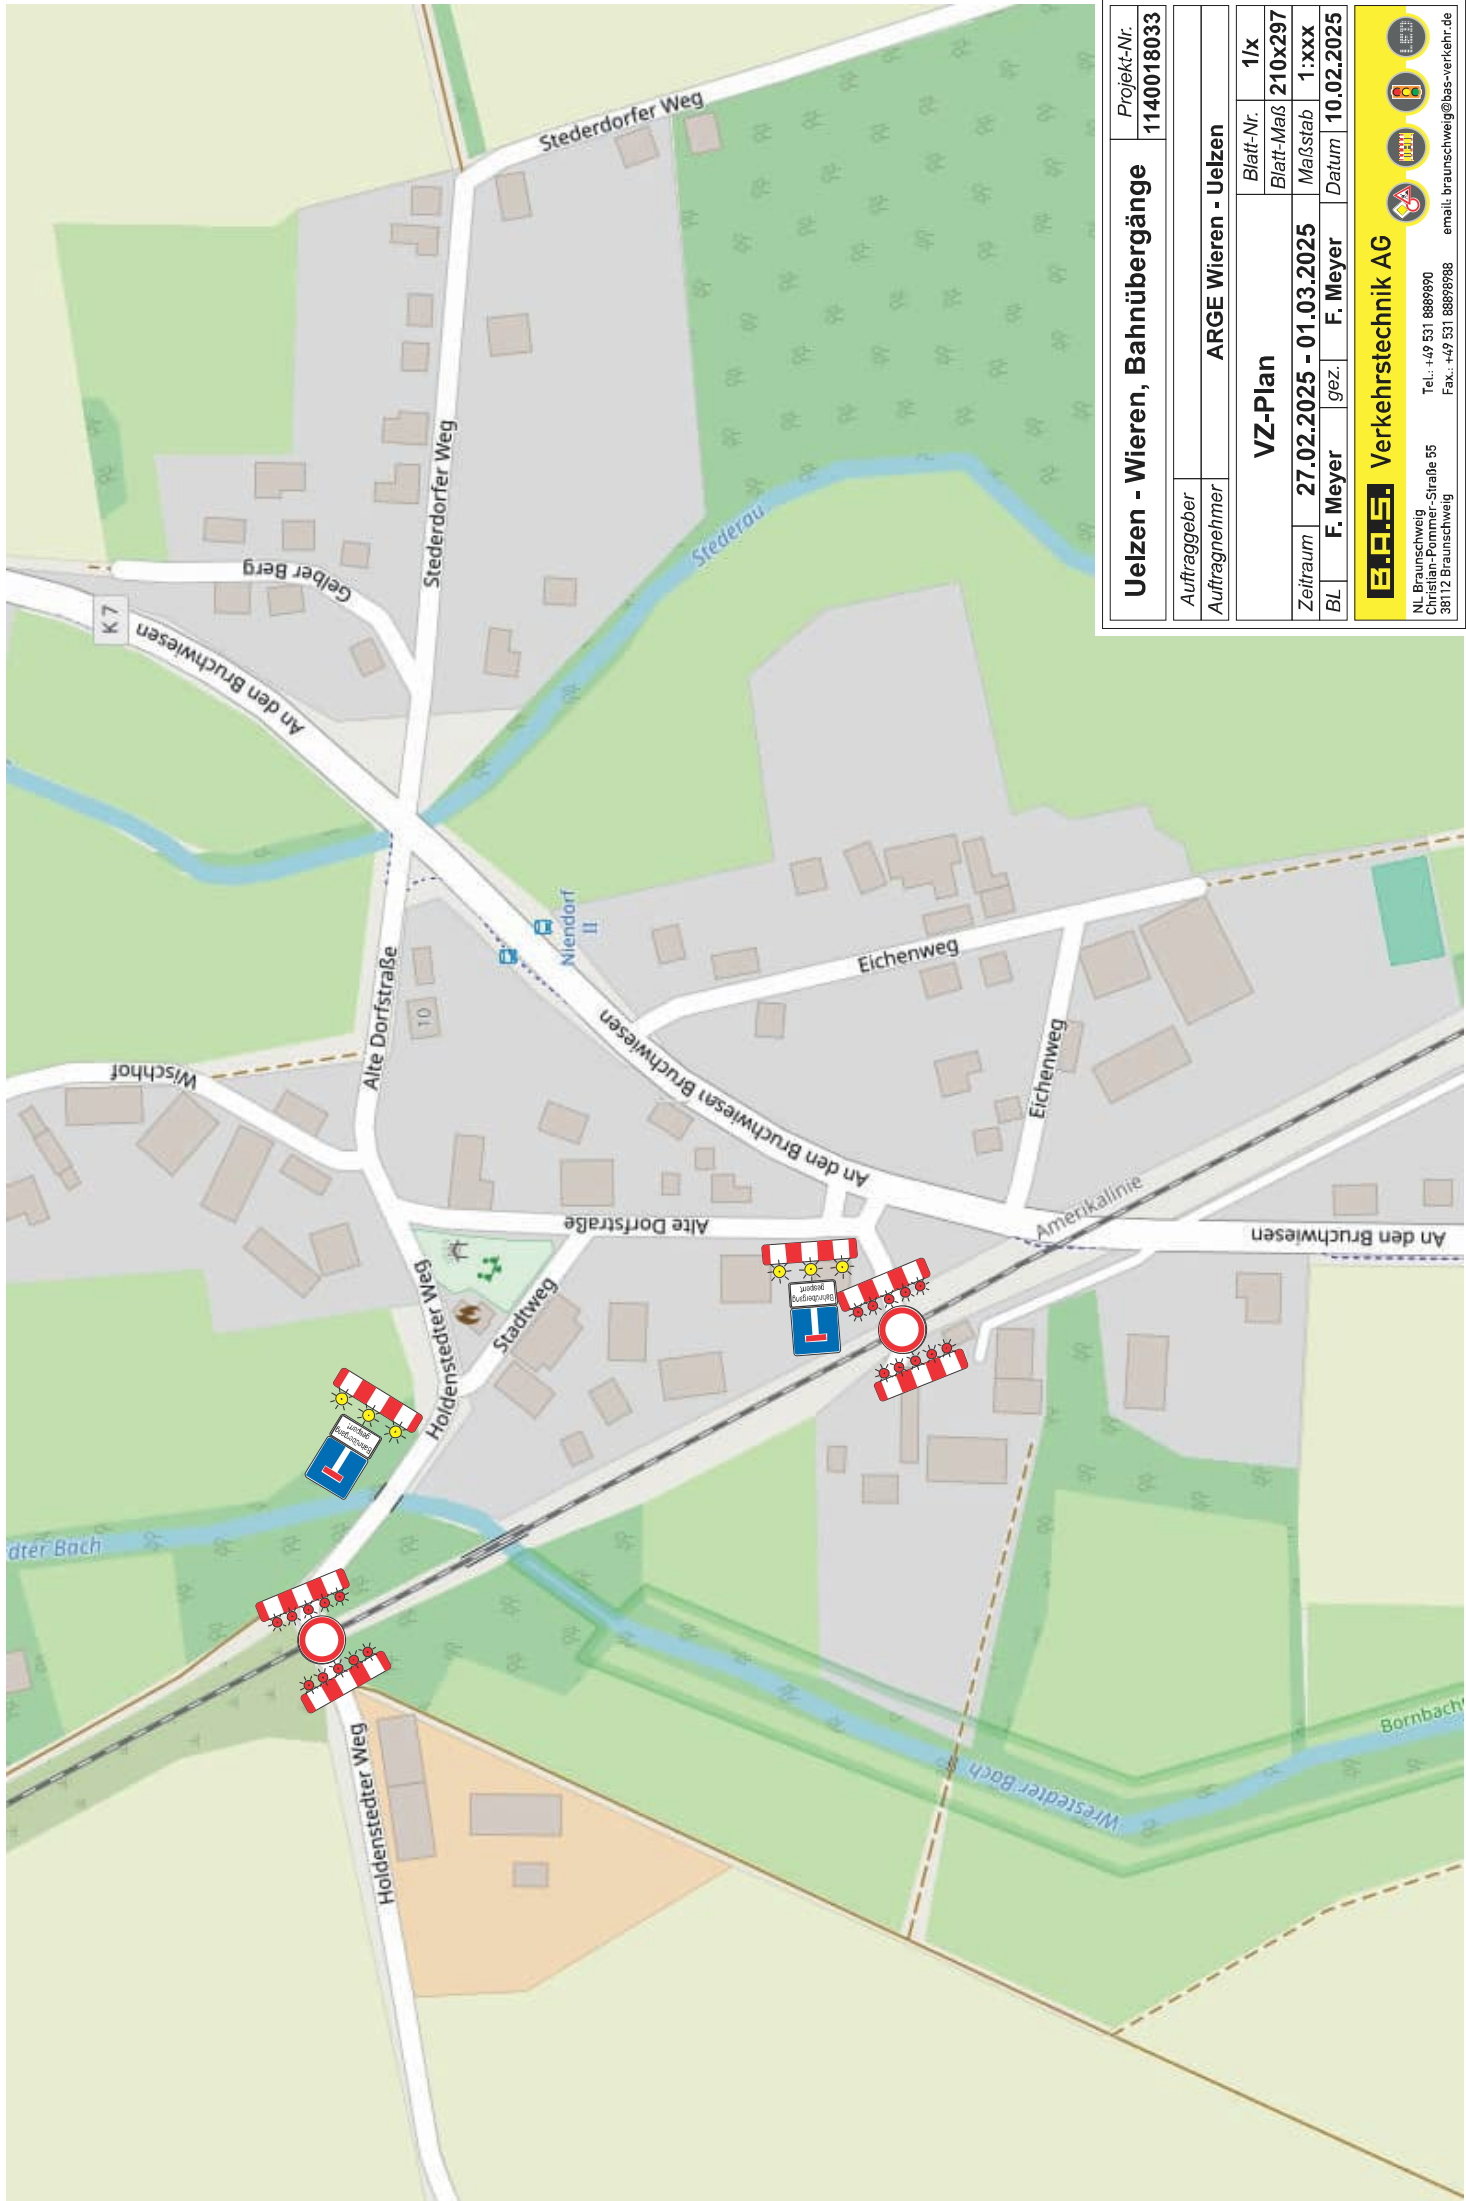 Stederdorfer Weg
Stederdorfer Weg
Gelber Berg
K 7
An den Bruchwiesen
Stederau
Niendorf
II
Alte Dorfstraße
10
Wischhof
An den Bruchwiesen
An den Bruchwiesen
Eichenweg
Eichenweg
Alte Dorfstraße
Amerikalinie
An den Bruchwiesen
Holdenstedter Weg
Stadtweg
Bahnübergang
gesperrt
Bahnübergang
gesperrt
dter Bach
Holdenstedter Weg
Wrestedter Bach
Uelzen - Wieren, Bahnübergänge
Projekt-Nr.
1140018033
Auftraggeber
Auftragnehmer ARGE Wieren - Uelzen
VZ-Plan
Blatt-Nr. 1/x
Blatt-Maß 210x297
Zeitraum 27.02.2025 - 01.03.2025 Maßstab 1:xxx
BL F. Meyer gez. F. Meyer Datum 10.02.2025
B.A.S. Verkehrstechnik AG
NL Braunschweig
Christian-Pommer-Straße 55 Tel.: +49 531 8889890
38112 Braunschweig Fax.: +49 531 88898988 email: braunschweig@bas-verkehr.de